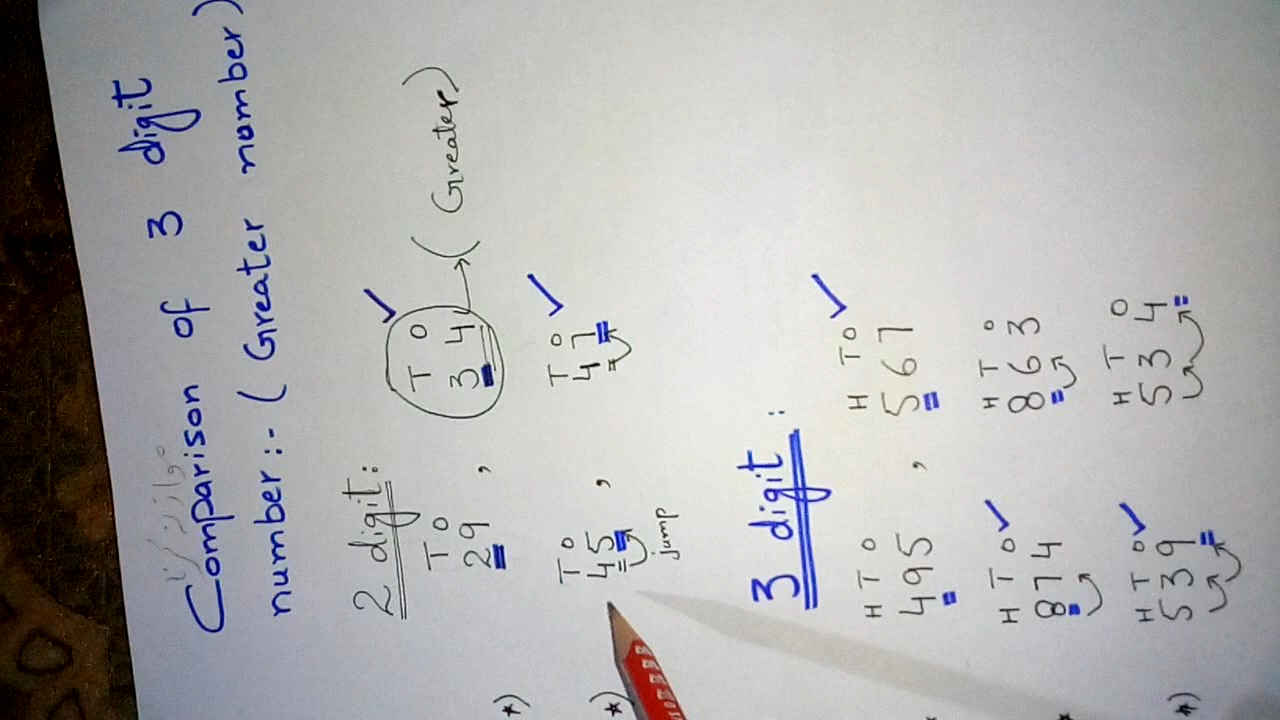 Comparison of 3 digit
number:- ( Greater number )
2 digit:
T O T O
29 , 34 → ( Greater )
T O T O
45 , 47
jump
3 digit :
H T O H T O
495 , 567
H T O H T O
874 863
H T O H T O
539 534